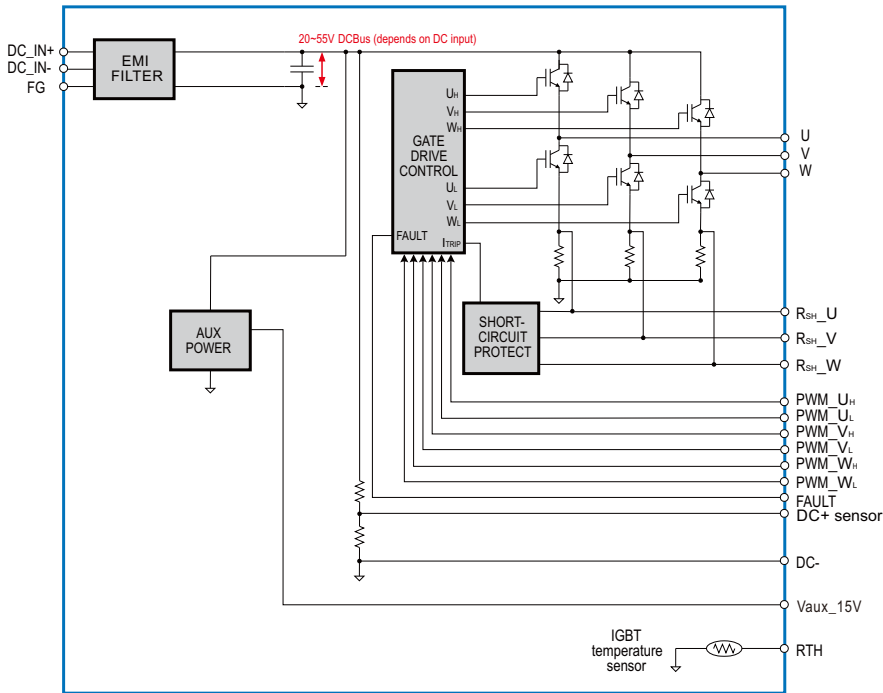 20~55V DCBus (depends on DC input)
DC_IN+
DC_IN-
FG
EMI
FILTER
UH
VH
WH
GATE
DRIVE
CONTROL
UL
VL
WL
FAULT
ITRIP
U
V
W
AUX
POWER
SHORT-
CIRCUIT
PROTECT
RSH_U
RSH_V
RSH_W
PWM_UH
PWM_UL
PWM_VH
PWM_VL
PWM_WH
PWM_WL
FAULT
DC+ sensor
DC-
Vaux_15V
IGBT
temperature
sensor
RTH